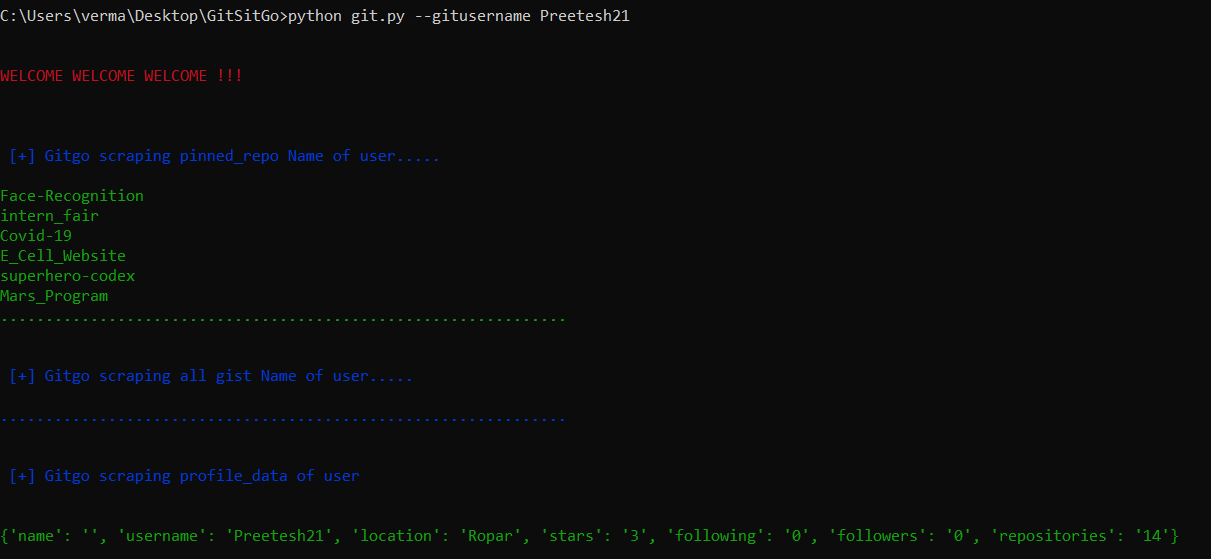 C:\Users\verma\Desktop\GitSitGo>python git.py --gitusername Preetesh21
WELCOME WELCOME WELCOME !!!
[+] Gitgo scraping pinned_repo Name of user.....
Face-Recognition
intern_fair
Covid-19
E_Cell_Website
superhero-codex
Mars_Program
...............................................................
[+] Gitgo scraping all gist Name of user.....
...............................................................
[+] Gitgo scraping profile_data of user
{'name': '', 'username': 'Preetesh21', 'location': 'Ropar', 'stars': '3', 'following': '0', 'followers': '0', 'repositories': '14'}